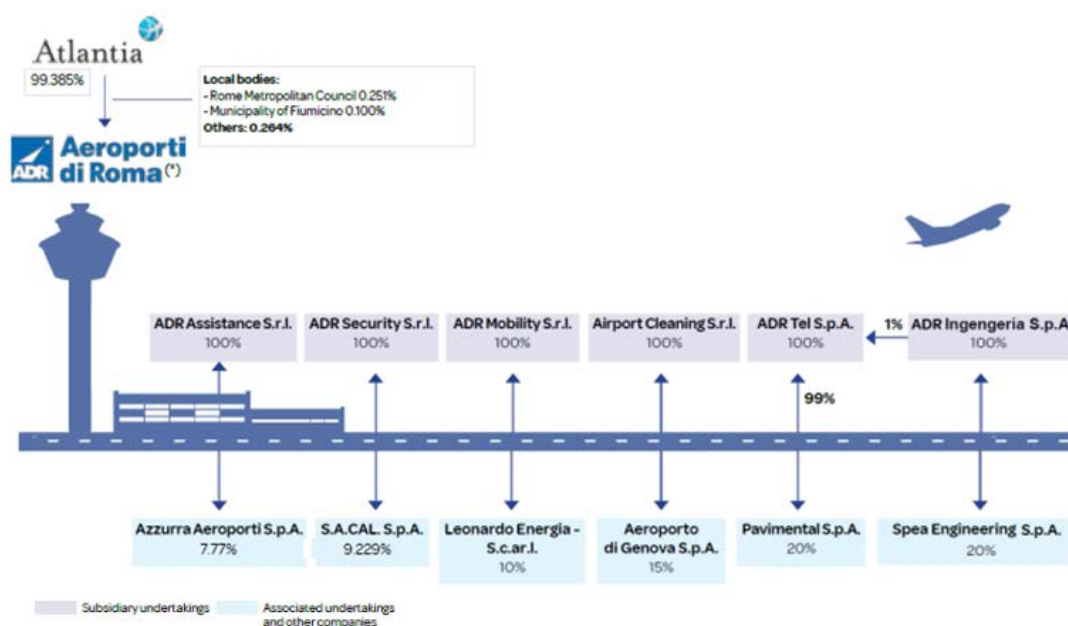 Atlantia
99.385%
Local bodies:
- Rome Metropolitan Council 0.251%
- Municipality of Fiumicino 0.100%
Others: 0.264%
ADR
Aeroporti
di Roma(*)
ADR Assistance S.r.l.
100%
ADR Security S.r.l.
100%
ADR Mobility S.r.l.
100%
Airport Cleaning S.r.l.
100%
ADR Tel S.p.A.
100%
1%
ADR Ingengeria S.p.A
100%
99%
Azzurra Aeroporti S.p.A.
7.77%
S.A.CAL. S.p.A.
9.229%
Leonardo Energia -
S.c.ar.l.
10%
Aeroporto
di Genova S.p.A.
15%
Pavimental S.p.A.
20%
Spea Engineering S.p.A.
20%
Subsidiary undertakings
Associated undertakings
and other companies